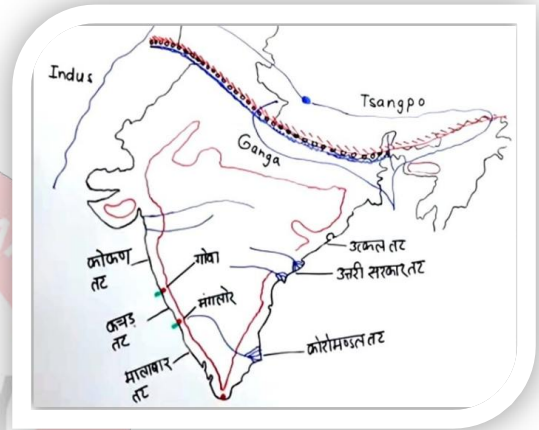 Indus
Tsangpo
Ganga
कोंकण
तट
गोवा
कन्नड़
तट
मंगलोर
मालाबार
तट
उत्कल तट
उत्तरी सरकार तट
कोरोमण्डल तट